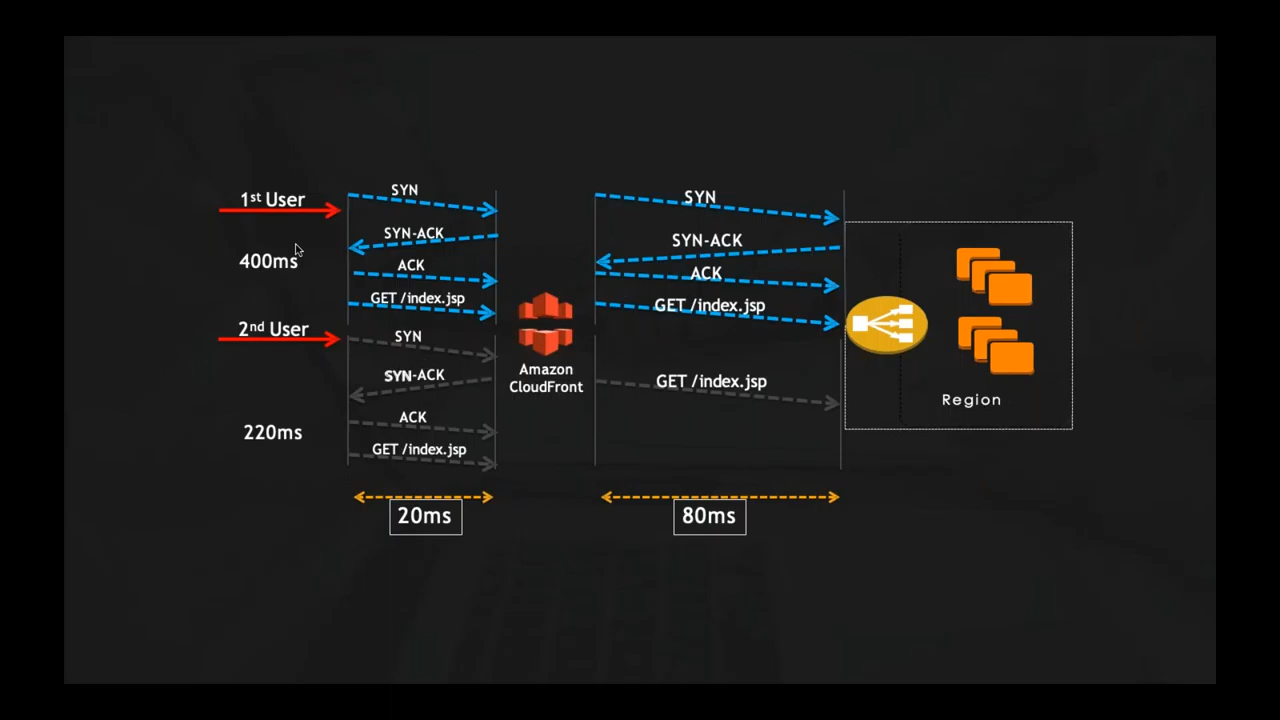 1st User
SYN
SYN
SYN-ACK
SYN-ACK
400ms
ACK
ACK
GET /index.jsp
GET /index.jsp
2nd User
SYN
SYN-ACK
GET /index.jsp
Amazon
CloudFront
Region
ACK
220ms
GET /index.jsp
20ms
80ms